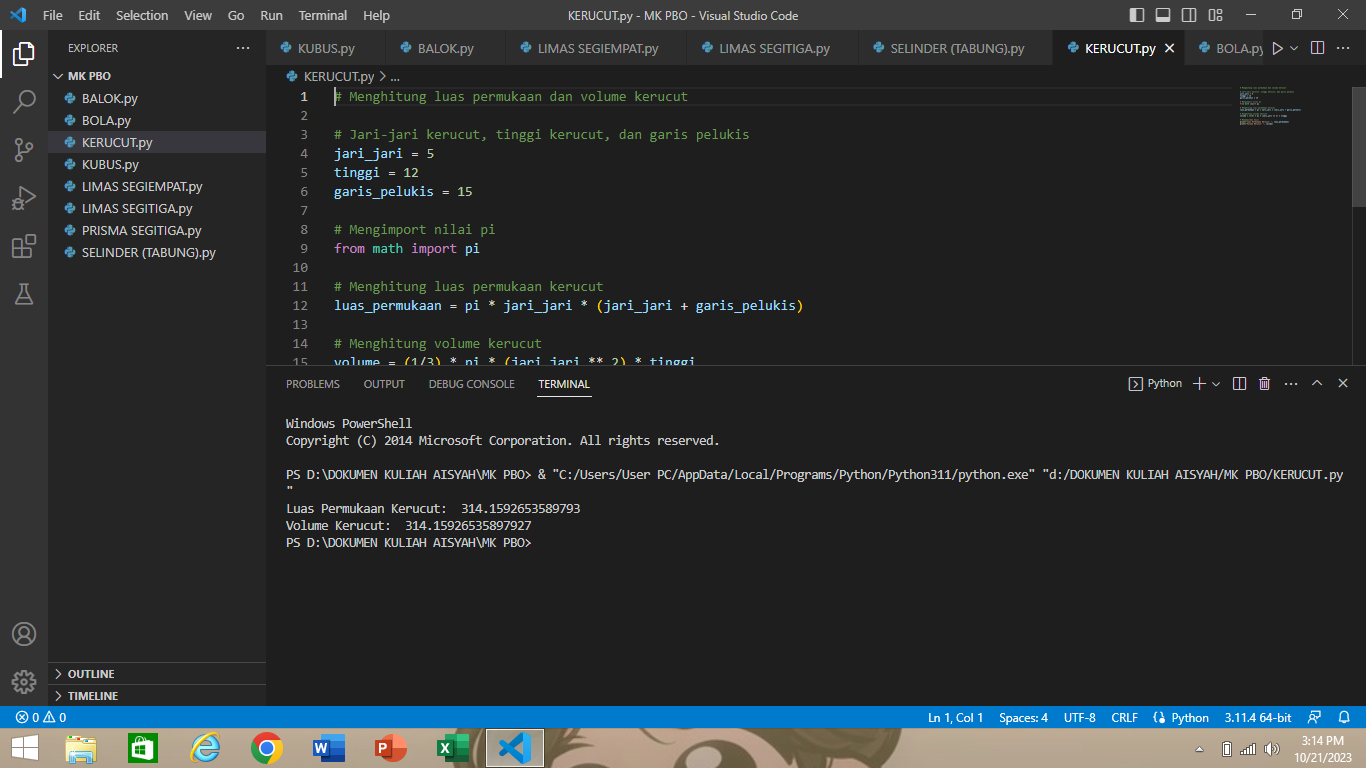 File Edit Selection View Go Run Terminal Help KERUCUT.py - MK PBO - Visual Studio Code
EXPLORER
MK PBO
BALOK.py
BOLA.py
KERUCUT.py
KUBUS.py
LIMAS SEGIEMPAT.py
LIMAS SEGITIGA.py
PRISMA SEGITIGA.py
SELINDER (TABUNG).py
OUTLINE
TIMELINE
KUBUS.py BALOK.py LIMAS SEGIEMPAT.py LIMAS SEGITIGA.py SELINDER (TABUNG).py KERUCUT.py BOLA.py
KERUCUT.py > ...
1 # Menghitung luas permukaan dan volume kerucut
2
3 # Jari-jari kerucut, tinggi kerucut, dan garis pelukis
4 jari_jari = 5
5 tinggi = 12
6 garis_pelukis = 15
7
8 # Mengimport nilai pi
9 from math import pi
10
11 # Menghitung luas permukaan kerucut
12 luas_permukaan = pi * jari_jari * (jari_jari + garis_pelukis)
13
14 # Menghitung volume kerucut
15 volume = (1/3) * pi * (jari_jari ** 2) * tinggi
PROBLEMS OUTPUT DEBUG CONSOLE TERMINAL Python
Windows PowerShell
Copyright (C) 2014 Microsoft Corporation. All rights reserved.
PS D:\DOKUMEN KULIAH AISYAH\MK PBO> & "C:/Users/User PC/AppData/Local/Programs/Python/Python311/python.exe" "d:/DOKUMEN KULIAH AISYAH/MK PBO/KERUCUT.py
"
Luas Permukaan Kerucut:  314.1592653589793
Volume Kerucut:  314.15926535897927
PS D:\DOKUMEN KULIAH AISYAH\MK PBO>
0 0 Ln 1, Col 1 Spaces: 4 UTF-8 CRLF Python 3.11.4 64-bit
3:14 PM
10/21/2023